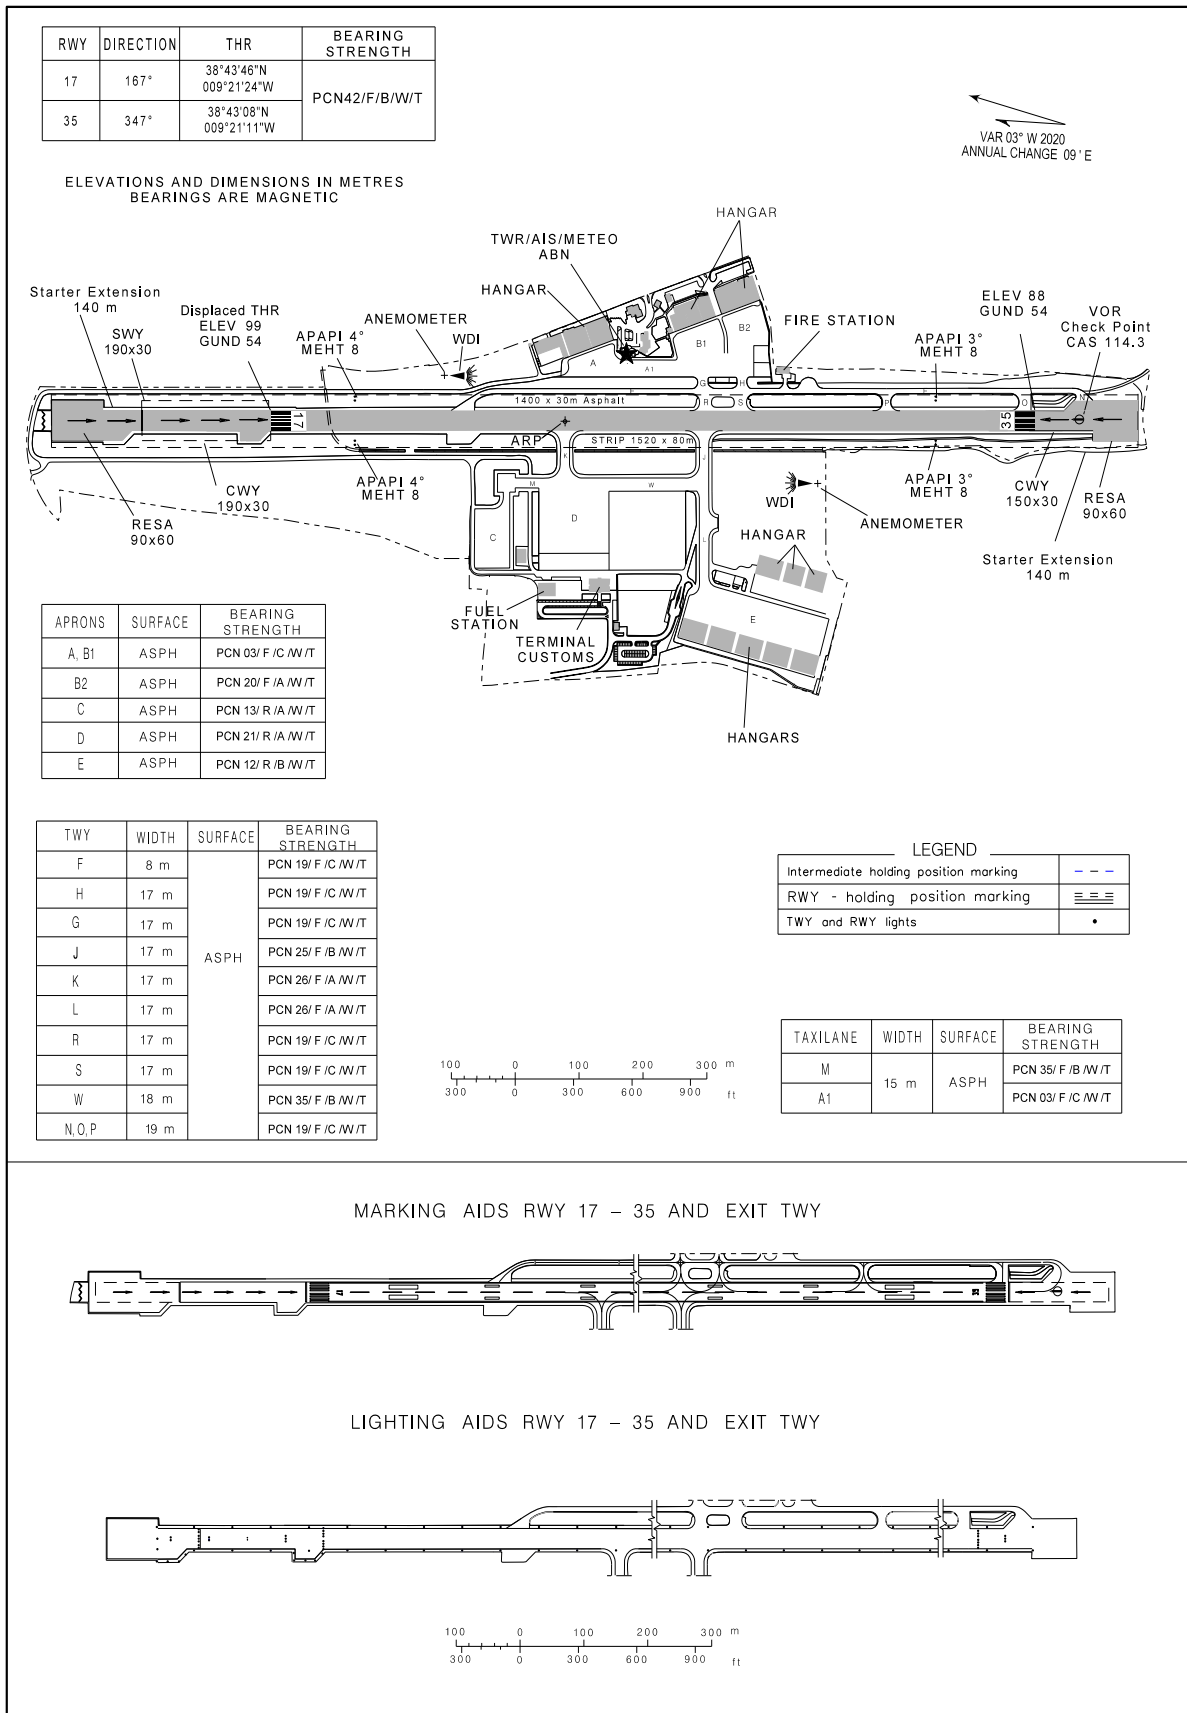 RWY DIRECTION THR BEARING STRENGTH
17 167° 38°43'46"N 009°21'24"W PCN42/F/B/W/T
35 347° 38°43'08"N 009°21'11"W
VAR 03° W 2020
ANNUAL CHANGE 09 ' E
ELEVATIONS AND DIMENSIONS IN METRES
BEARINGS ARE MAGNETIC
HANGAR
TWR/AIS/METEO
ABN
HANGAR
Starter Extension
140 m
SWY
190x30
Displaced THR
ELEV 99
GUND 54
APAPI 4°
MEHT 8
ANEMOMETER
WDI
FIRE STATION
APAPI 3°
MEHT 8
ELEV 88
GUND 54
VOR
Check Point
CAS 114.3
A
A1
B1
B2
G
H
F
F
N
1400 x 30m Asphalt
R
S
P
O
17
35
ARP
STRIP 1520 x 80m
K
J
M
W
RESA
90x60
CWY
190x30
APAPI 4°
MEHT 8
WDI
ANEMOMETER
APAPI 3°
MEHT 8
CWY
150x30
RESA
90x60
Starter Extension
140 m
C
D
L
E
HANGAR
FUEL
STATION
TERMINAL
CUSTOMS
HANGARS
APRONS SURFACE BEARING STRENGTH
A, B1 ASPH PCN 03/ F /C /W /T
B2 ASPH PCN 20/ F /A /W /T
C ASPH PCN 13/ R /A /W /T
D ASPH PCN 21/ R /A /W /T
E ASPH PCN 12/ R /B /W /T
TWY WIDTH SURFACE BEARING STRENGTH
F 8 m PCN 19/ F /C /W /T
H 17 m PCN 19/ F /C /W /T
G 17 m PCN 19/ F /C /W /T
J 17 m ASPH PCN 25/ F /B /W /T
K 17 m PCN 26/ F /A /W /T
L 17 m PCN 26/ F /A /W /T
R 17 m PCN 19/ F /C /W /T
S 17 m PCN 19/ F /C /W /T
W 18 m PCN 35/ F /B /W /T
N,O,P 19 m PCN 19/ F /C /W /T
LEGEND
Intermediate holding position marking
RWY - holding position marking
TWY and RWY lights
TAXILANE WIDTH SURFACE BEARING STRENGTH
M 15 m ASPH PCN 35/ F /B /W /T
A1 PCN 03/ F /C /W /T
100 0 100 200 300 m
300 0 300 600 900 ft
MARKING AIDS RWY 17 – 35 AND EXIT TWY
17
35
LIGHTING AIDS RWY 17 – 35 AND EXIT TWY
100 0 100 200 300 m
300 0 300 600 900 ft